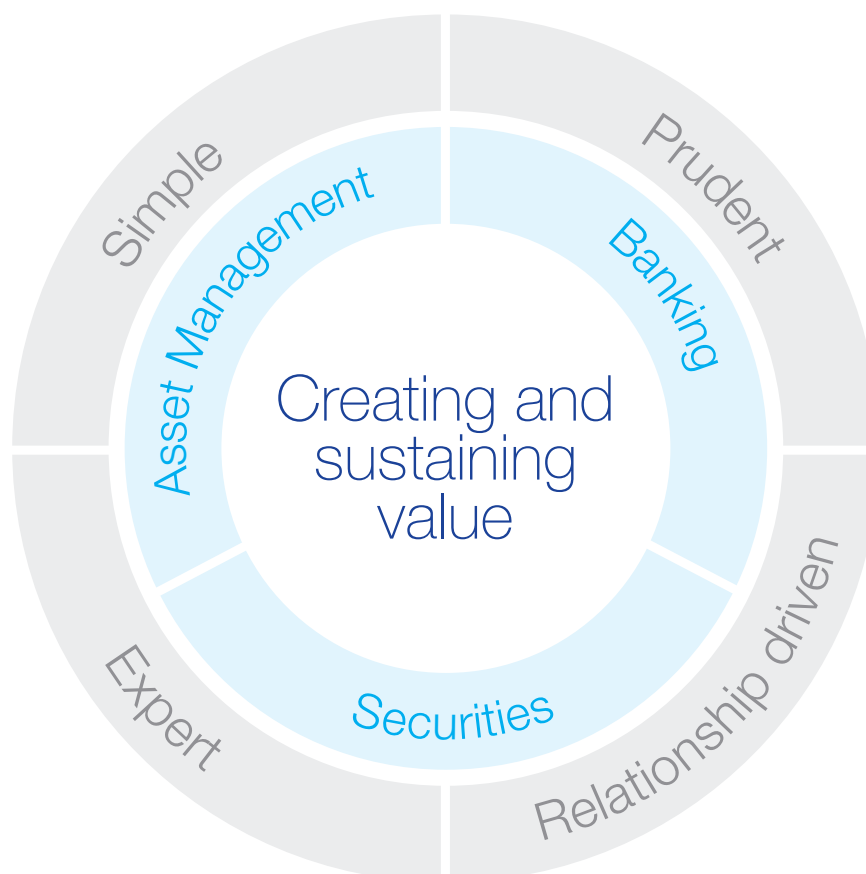 Simple
Prudent
Asset Management
Banking
Creating and
sustaining
value
Securities
Expert
Relationship driven